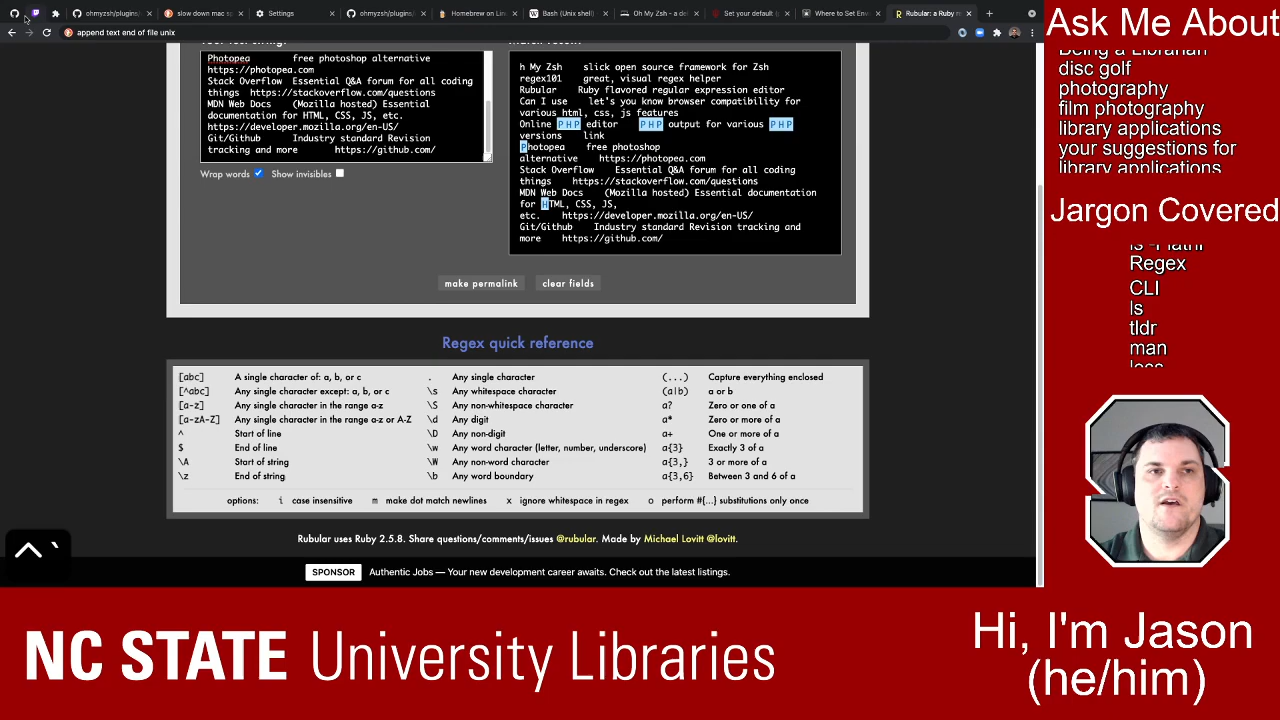 ohmyzsh/plugins/
slow down mac s
Settings
ohmyzsh/plugins/
Homebrew on Lin
Bash (Unix shell)
Oh My Zsh - a de
Set your default (
Where to Set Env
Rubular: a Ruby re
append text end of file unix
Photopea free photoshop alternative
https://photopea.com
Stack Overflow Essential Q&A forum for all coding
things https://stackoverflow.com/questions
MDN Web Docs (Mozilla hosted) Essential
documentation for HTML, CSS, JS, etc.
https://developer.mozilla.org/en-US/
Git/Github Industry standard Revision
tracking and more https://github.com/
Wrap words Show invisibles
h My Zsh slick open source framework for Zsh
regex101 great, visual regex helper
Rubular Ruby flavored regular expression editor
Can I use let's you know browser compatibility for
various html, css, js features
Online PHP editor PHP output for various PHP
versions link
Photopea free photoshop
alternative https://photopea.com
Stack Overflow Essential Q&A forum for all coding
things https://stackoverflow.com/questions
MDN Web Docs (Mozilla hosted) Essential documentation
for HTML, CSS, JS,
etc. https://developer.mozilla.org/en-US/
Git/Github Industry standard Revision tracking and
more https://github.com/
make permalink clear fields
Regex quick reference
[abc] A single character of: a, b, or c . Any single character (...) Capture everything enclosed
[^abc] Any single character except: a, b, or c \s Any whitespace character (a|b) a or b
[a-z] Any single character in the range a-z \S Any non-whitespace character a? Zero or one of a
[a-zA-Z] Any single character in the range a-z or A-Z \d Any digit a* Zero or more of a
^ Start of line \D Any non-digit a+ One or more of a
$ End of line \w Any word character (letter, number, underscore) a{3} Exactly 3 of a
\A Start of string \W Any non-word character a{3,} 3 or more of a
\z End of string \b Any word boundary a{3,6} Between 3 and 6 of a
options: i case insensitive m make dot match newlines x ignore whitespace in regex o perform #{...} substitutions only once
^ `
Rubular uses Ruby 2.5.8. Share questions/comments/issues @rubular. Made by Michael Lovitt @lovitt.
SPONSOR Authentic Jobs — Your new development career awaits. Check out the latest listings.
Ask Me About
Being a Librarian
disc golf
photography
film photography
library applications
your suggestions for
library applications
Jargon Covered
Regex
CLI
ls
tldr
man
NC STATE University Libraries
Hi, I'm Jason
(he/him)